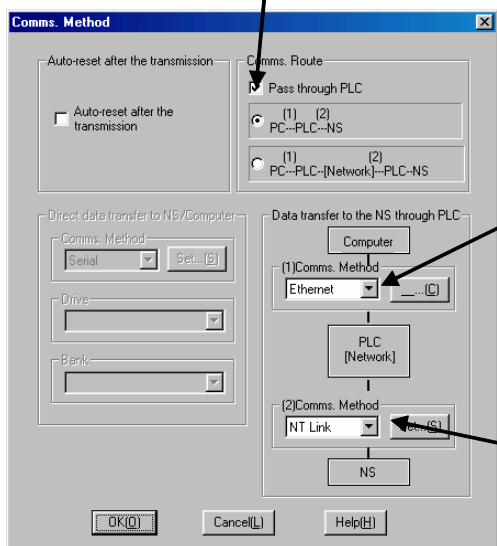 Comms. Method
Auto-reset after the transmission
Auto-reset after the
transmission
Comms. Route
Pass through PLC
(1) (2)
PC---PLC---NS
(1) (2)
PC--PLC--[Network]---PLC--NS
Direct data transfer to NS/Computer
Comms. Method
Serial
Set...(S)
Drive
Bank
Data transfer to the NS through PLC
Computer
(1)Comms. Method
Ethernet
__...(C)
PLC
[Network]
(2)Comms. Method
NT Link
NS
OK(O)
Cancel(L)
Help(H)